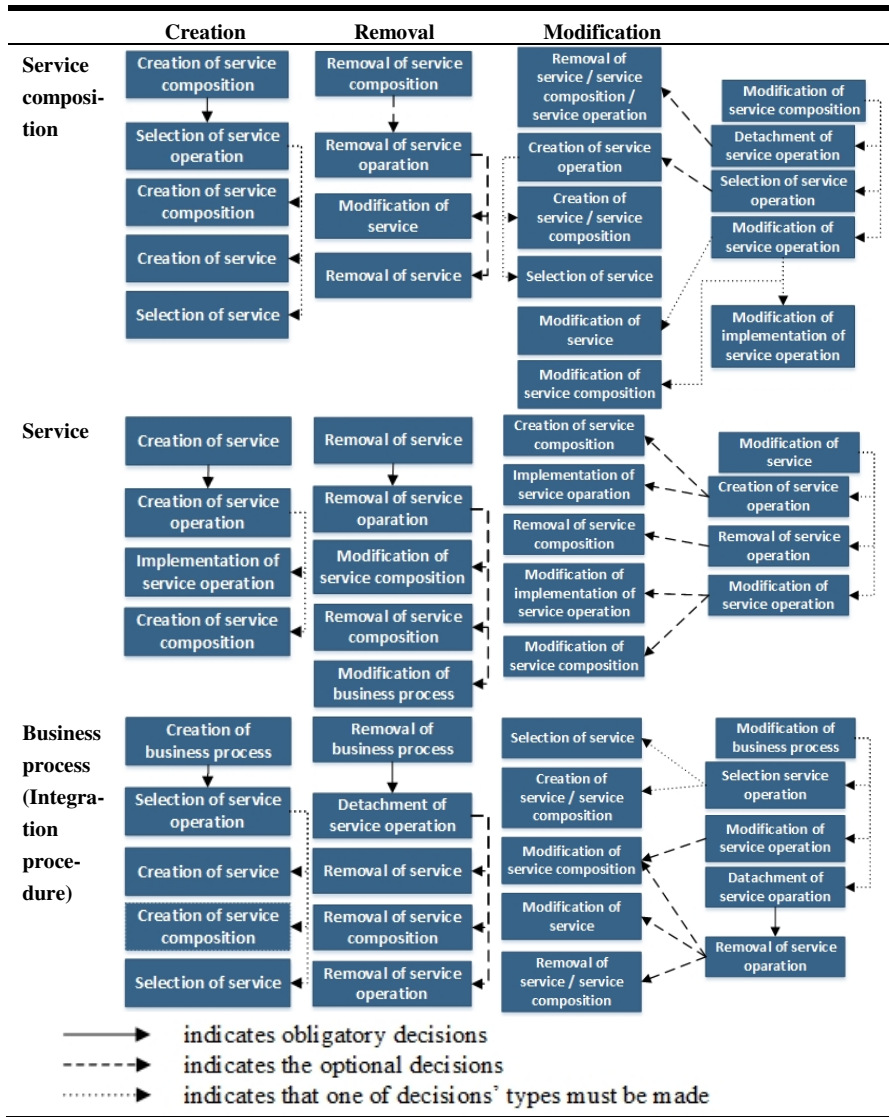 Creation Removal Modification
Service
composi-
tion
Creation of service
composition
Selection of service
operation
Creation of service
composition
Creation of service
Selection of service
Removal of service
composition
Removal of service
oparation
Modification of
service
Removal of service
Removal of
service / service
composition /
service operation
Creation of service
operation
Creation of
service / service
composition
Selection of service
Modification of
service
Modification of
service composition
Modification of
service composition
Detachment of
service operation
Selection of service
operation
Modification of
service operation
Modification of
implementation of
service operation
Service
Creation of service
Creation of service
operation
Implementation of
service operation
Creation of service
composition
Removal of service
Removal of service
oparation
Modification of
service composition
Removal of service
composition
Modification of
business process
Creation of service
composition
Implementation of
service oparation
Removal of service
composition
Modification of
implementation of
service operation
Modification of
service composition
Modification of
service
Creation of service
operation
Removal of service
operation
Modification of
service operation
Business
process
(Integra-
tion
proce-
dure)
Creation of
business process
Selection of service
operation
Creation of service
Creation of service
composition
Selection of service
Removal of
business process
Detachment of
service operation
Removal of service
Removal of service
composition
Removal of service
operation
Selection of service
Creation of
service / service
composition
Modification of
service composition
Modification of
service
Removal of
service / service
composition
Modification of
business process
Selection service
operation
Modification of
service operation
Datachment of
service oparation
Removal of service
oparation
indicates obligatory decisions
indicates the optional decisions
indicates that one of decisions' types must be made